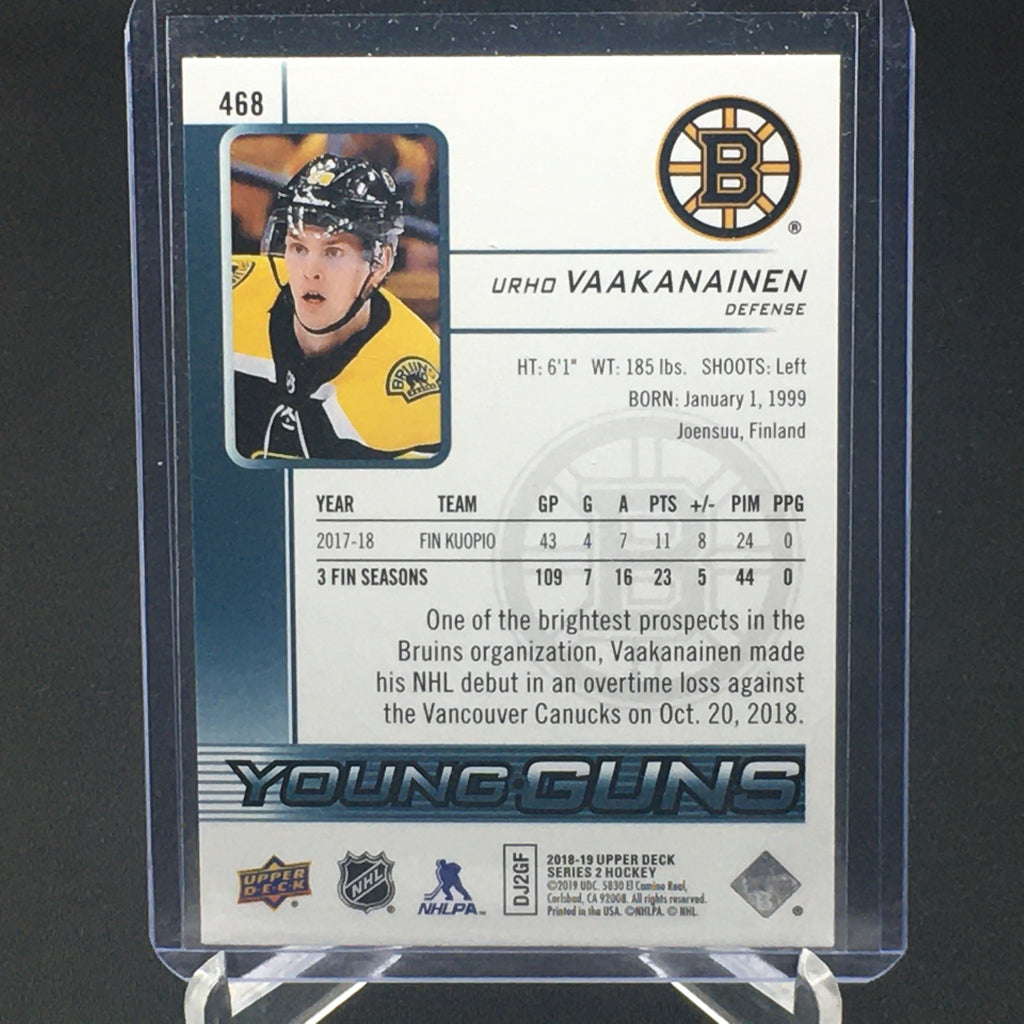 468
B
®
URHO VAAKANAINEN
DEFENSE
BRUINS
HT: 6'1" WT: 185 lbs. SHOOTS: Left
BORN: January 1, 1999
Joensuu, Finland
YEAR TEAM GP G A PTS +/- PIM PPG
2017-18 FIN KUOPIO 43 4 7 11 8 24 0
3 FIN SEASONS 109 7 16 23 5 44 0
One of the brightest prospects in the
Bruins organization, Vaakanainen made
his NHL debut in an overtime loss against
the Vancouver Canucks on Oct. 20, 2018.
YOUNG GUNS
UPPER
D·E·C·K
NHL
NHLPA
DJ2GF
2018-19 UPPER DECK
SERIES 2 HOCKEY
©2019 UDC. 5830 El Camino Real,
Carlsbad, CA 92008. All rights reserved.
Printed in the USA. ©NHLPA. © NHL.